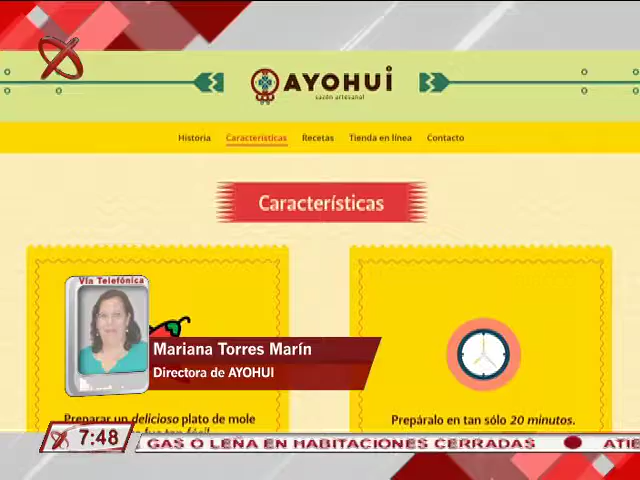 AYOHUI
sazón artesanal
Historia Características Recetas Tienda en línea Contacto
Características
Vía Telefónica
Mariana Torres Marín
Directora de AYOHUI
Preparar un delicioso plato de mole
Prepáralo en tan sólo 20 minutos.
7:48 GAS O LEÑA EN HABITACIONES CERRADAS ATIE